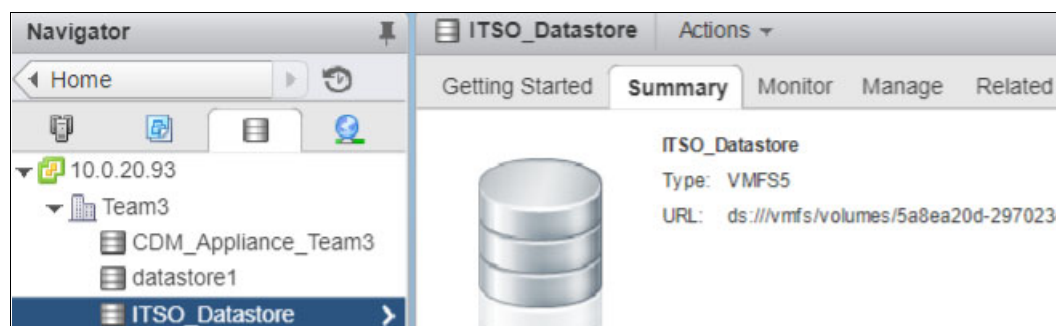 Navigator
Home
10.0.20.93
Team3
CDM_Appliance_Team3
datastore1
ITSO_Datastore
ITSO_Datastore Actions
Getting Started Summary Monitor Manage Related
ITSO_Datastore
Type: VMFS5
URL: ds:///vmfs/volumes/5a8ea20d-297023